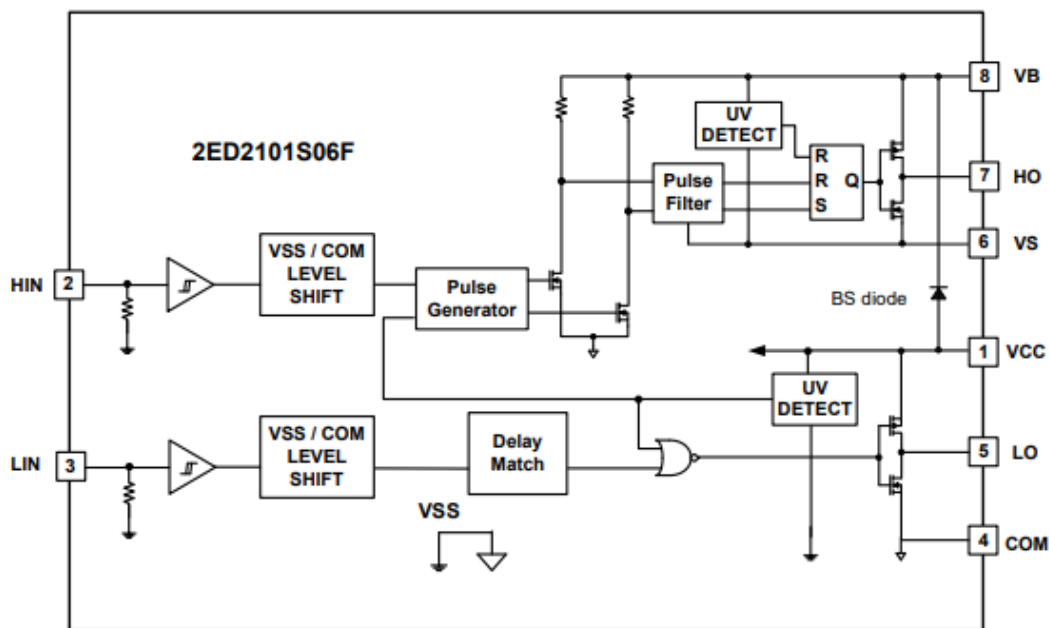 8 VB
UV
DETECT
2ED2101S06F
R
R Q
S
Pulse
Filter
7 HO
6 VS
VSS / COM
LEVEL
SHIFT
HIN 2
Pulse
Generator
BS diode
1 VCC
UV
DETECT
VSS / COM
LEVEL
SHIFT
Delay
Match
LIN 3
5 LO
VSS
4 COM